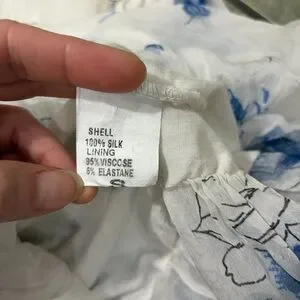 SHELL
100% SILK
LINING
95% VISCOSE
5% ELASTANE
S